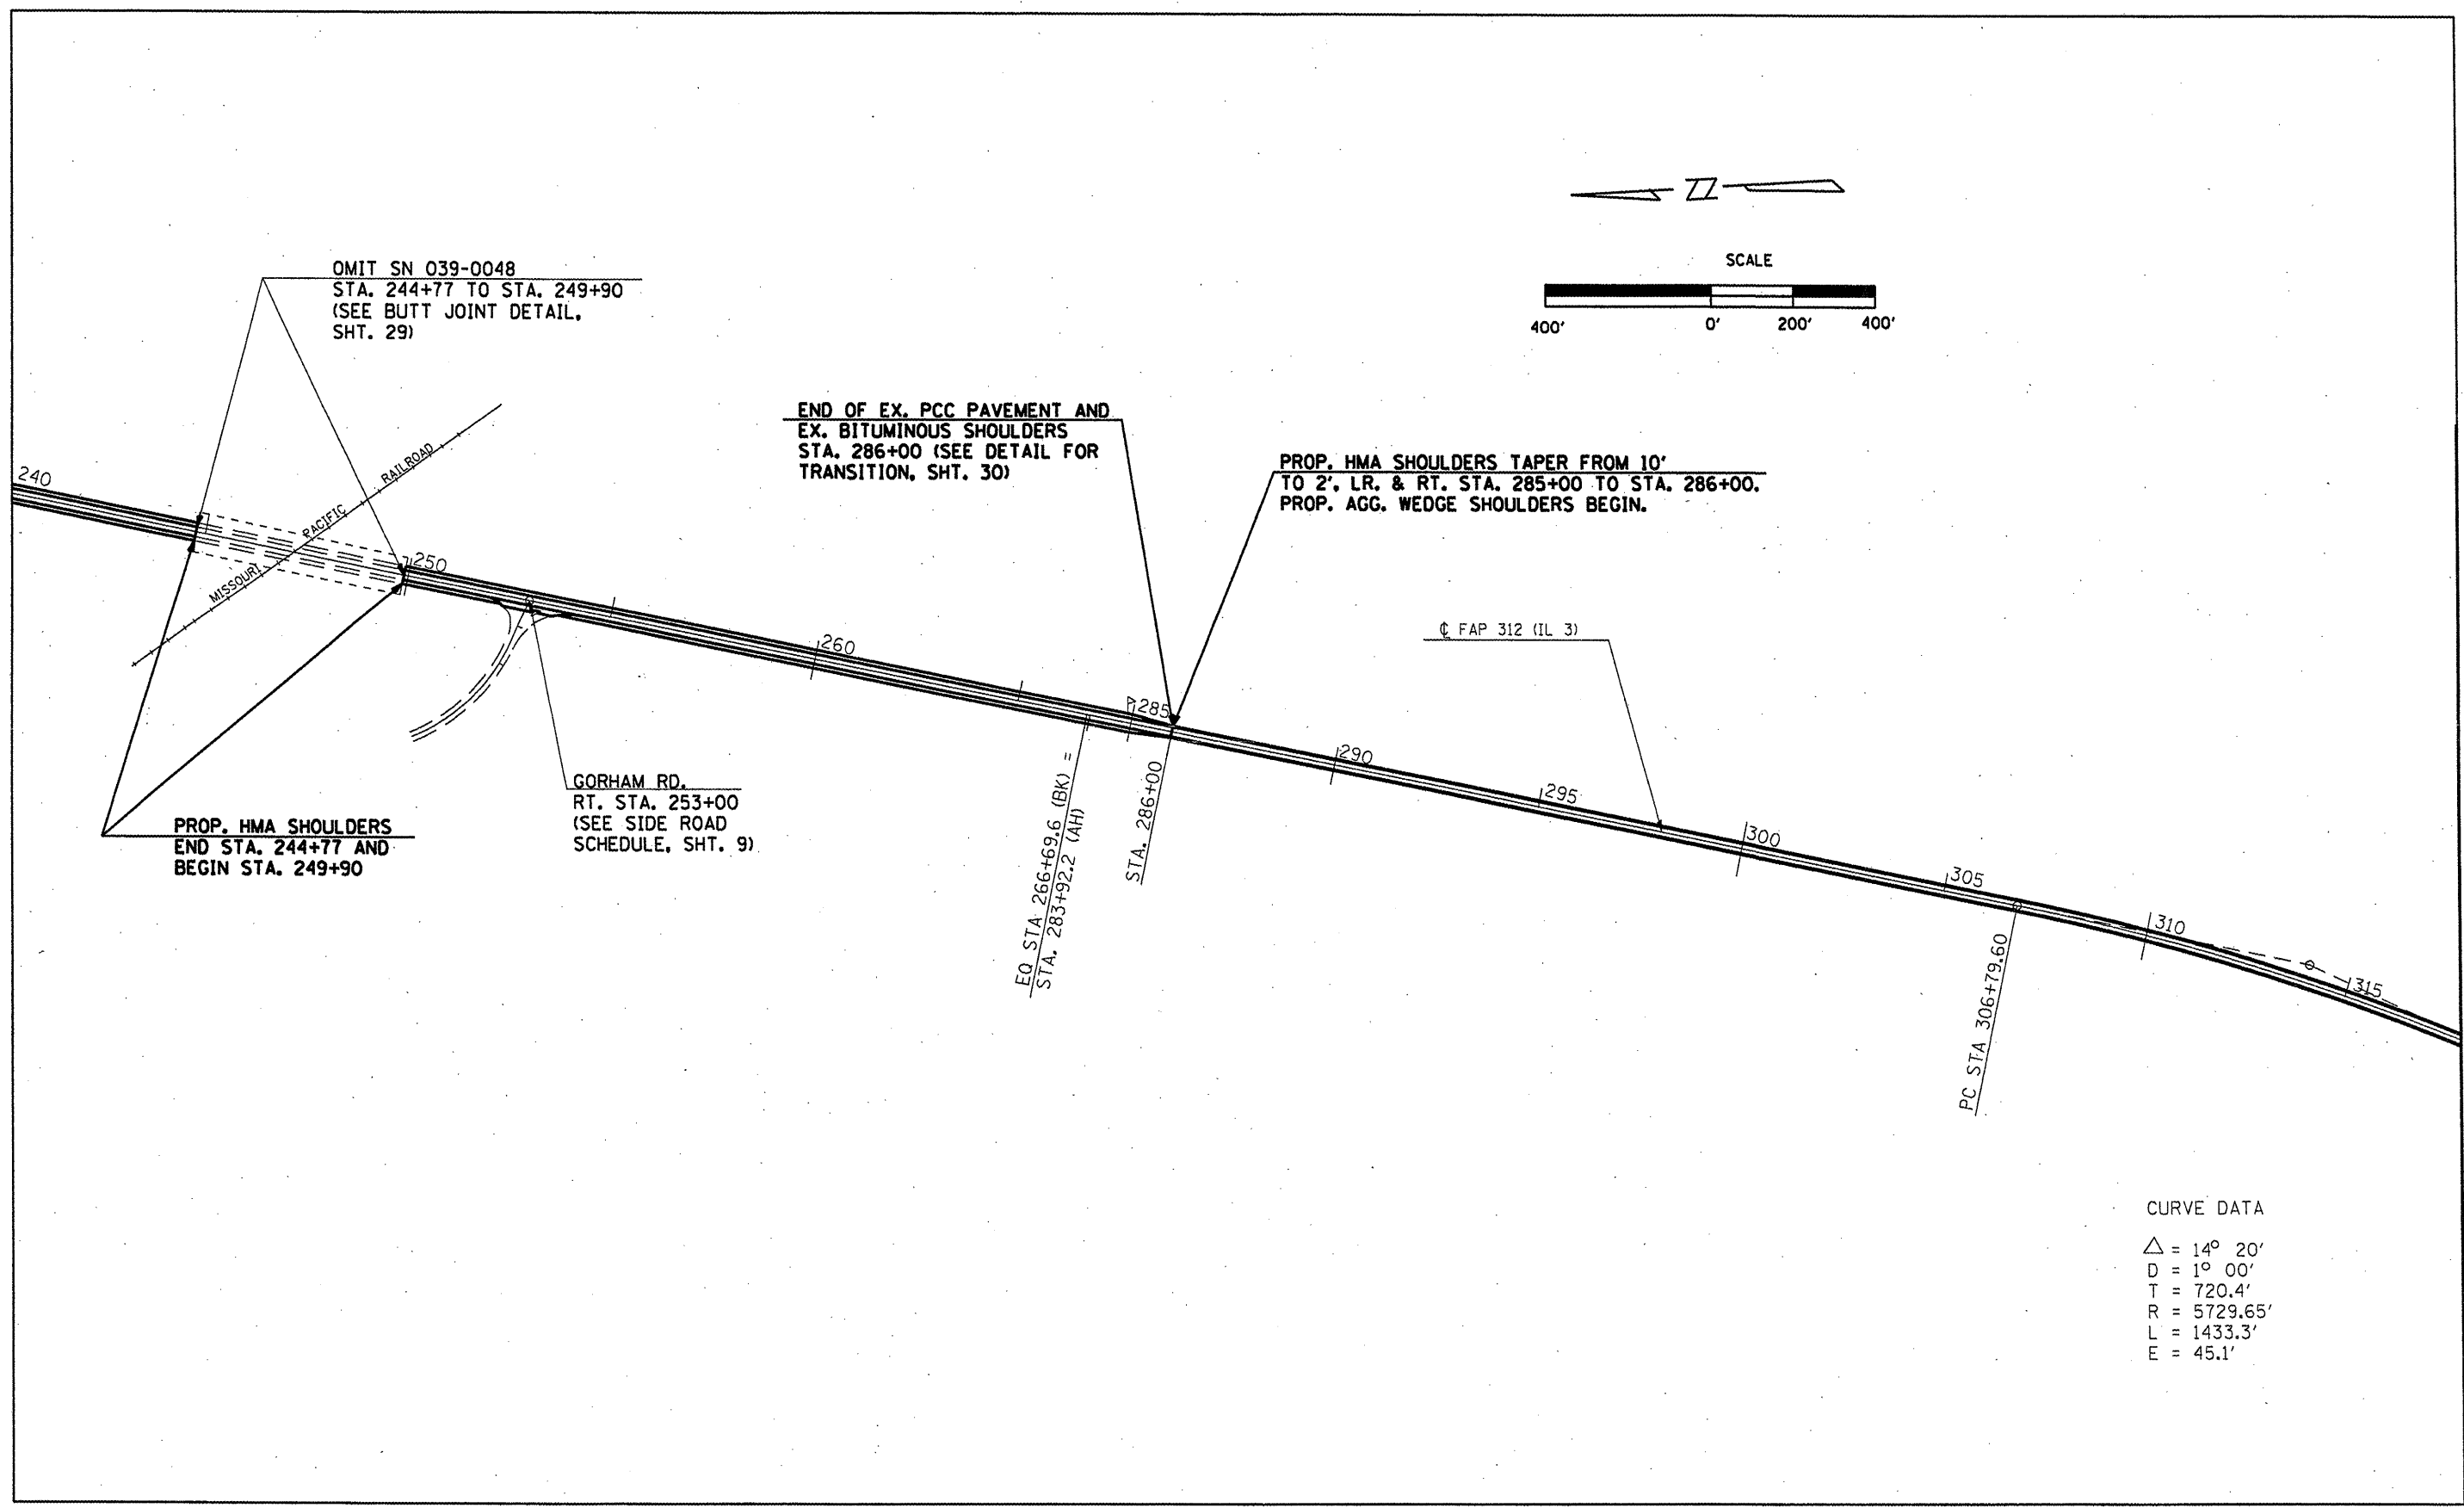 SCALE
400' 0' 200' 400'
OMIT SN 039-0048
STA. 244+77 TO STA. 249+90
(SEE BUTT JOINT DETAIL,
SHT. 29)
END OF EX. PCC PAVEMENT AND
EX. BITUMINOUS SHOULDERS
STA. 286+00 (SEE DETAIL FOR
TRANSITION, SHT. 30)
PROP. HMA SHOULDERS TAPER FROM 10'
TO 2', LR. & RT. STA. 285+00 TO STA. 286+00.
PROP. AGG. WEDGE SHOULDERS BEGIN.
MISSOURI PACIFIC RAILROAD
240
250
260
285
290
295
300
305
310
315
℄ FAP 312 (IL 3)
GORHAM RD.
RT. STA. 253+00
(SEE SIDE ROAD
SCHEDULE, SHT. 9)
PROP. HMA SHOULDERS
END STA. 244+77 AND
BEGIN STA. 249+90
EQ STA 266+69.6 (BK) =
STA. 283+92.2 (AH)
STA. 286+00
PC STA 306+79.60
CURVE DATA
△ = 14° 20'
D = 1° 00'
T = 720.4'
R = 5729.65'
L = 1433.3'
E = 45.1'